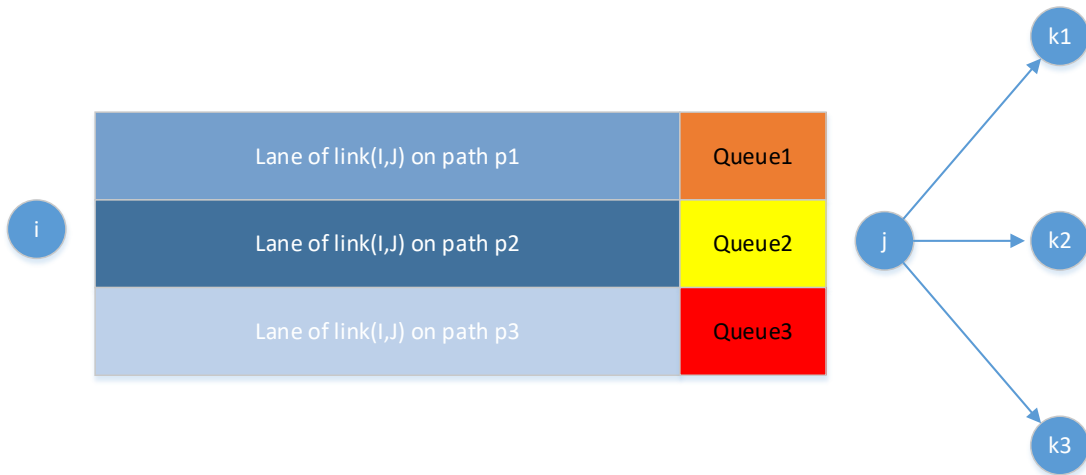 k1
Lane of link(I,J) on path p1
Queue1
i
Lane of link(I,J) on path p2
Queue2
j
k2
Lane of link(I,J) on path p3
Queue3
k3